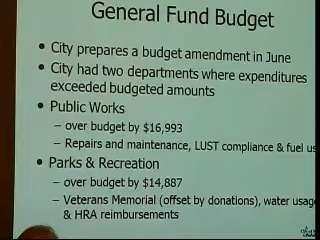 General Fund Budget
• City prepares a budget amendment in June
• City had two departments where expenditures
exceeded budgeted amounts
• Public Works
– over budget by $16,993
– Repairs and maintenance, LUST compliance & fuel us
• Parks & Recreation
– over budget by $14,887
– Veterans Memorial (offset by donations), water usag
& HRA reimbursements